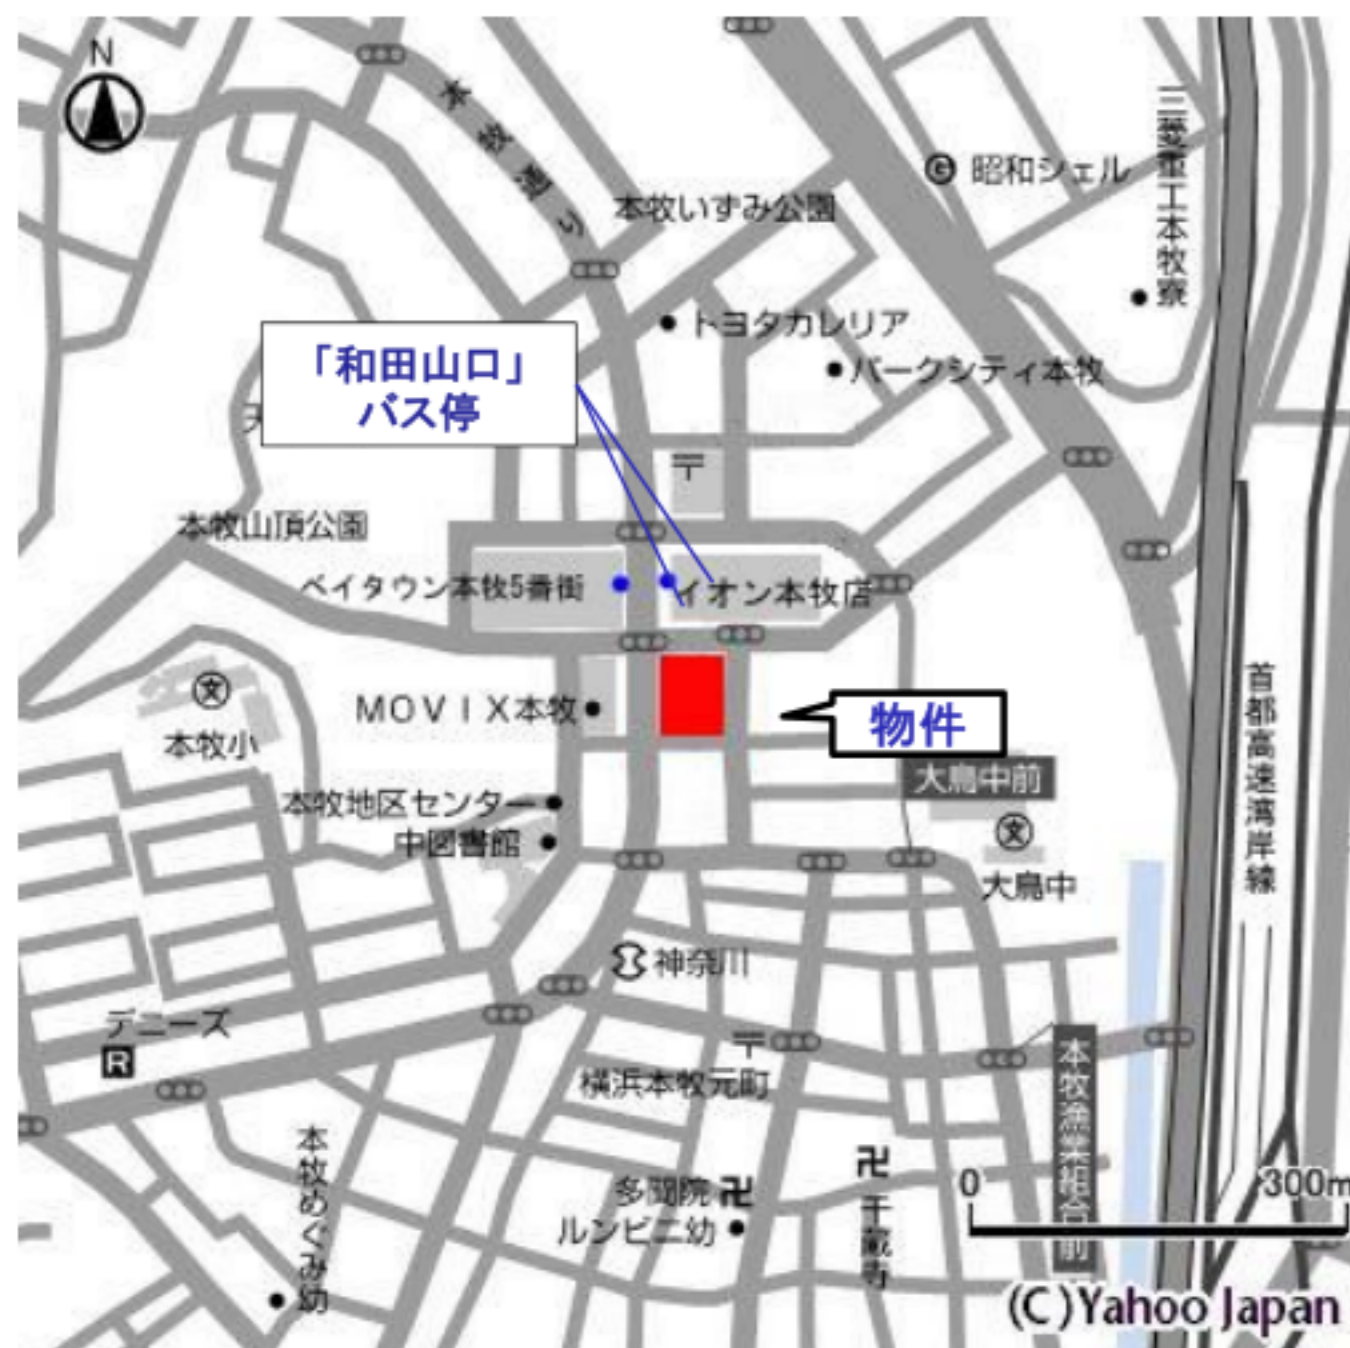 N
本牧通り
昭和シェル
三菱重工本牧寮
本牧いずみ公園
トヨタカレリア
パークシティ本牧
「和田山口」
バス停
〒
本牧山頂公園
ベイタウン本牧5番街
イオン本牧店
文
本牧小
MOVIX本牧
物件
首都高速湾岸線
大鳥中前
文
大鳥中
本牧地区センター
中図書館
神奈川
デニーズ
R
〒
横浜本牧元町
本牧漁業組合前
本牧めぐみ幼
多聞院卍
ルンビニ幼
卍
千蔵寺
0
300m
(C)Yahoo Japan